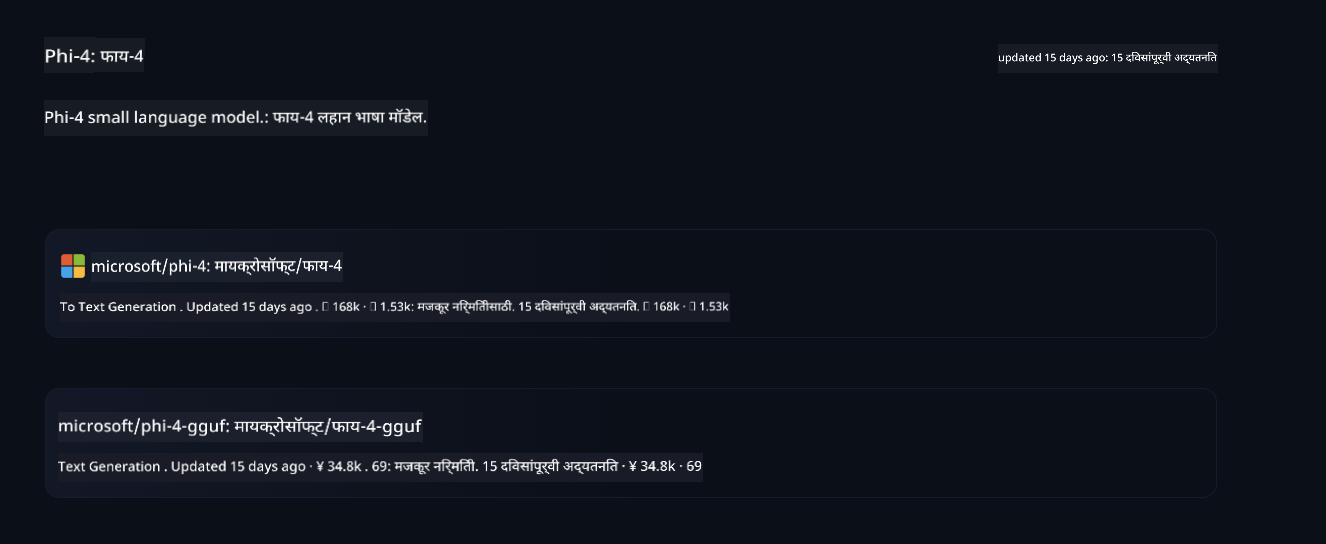 Phi-4: फाय-4
updated 15 days ago: 15 दिवसांपूर्वी अद्यतनित
Phi-4 small language model.: फाय-4 लहान भाषा मॉडेल.
microsoft/phi-4: मायक्रोसॉफ्ट/फाय-4
To Text Generation . Updated 15 days ago . 168k · 1.53k: मजकूर निर्मितीसाठी. 15 दिवसांपूर्वी अद्यतनित. 168k · 1.53k
microsoft/phi-4-gguf: मायक्रोसॉफ्ट/फाय-4-gguf
Text Generation . Updated 15 days ago · ¥ 34.8k . 69: मजकूर निर्मिती. 15 दिवसांपूर्वी अद्यतनित · ¥ 34.8k · 69